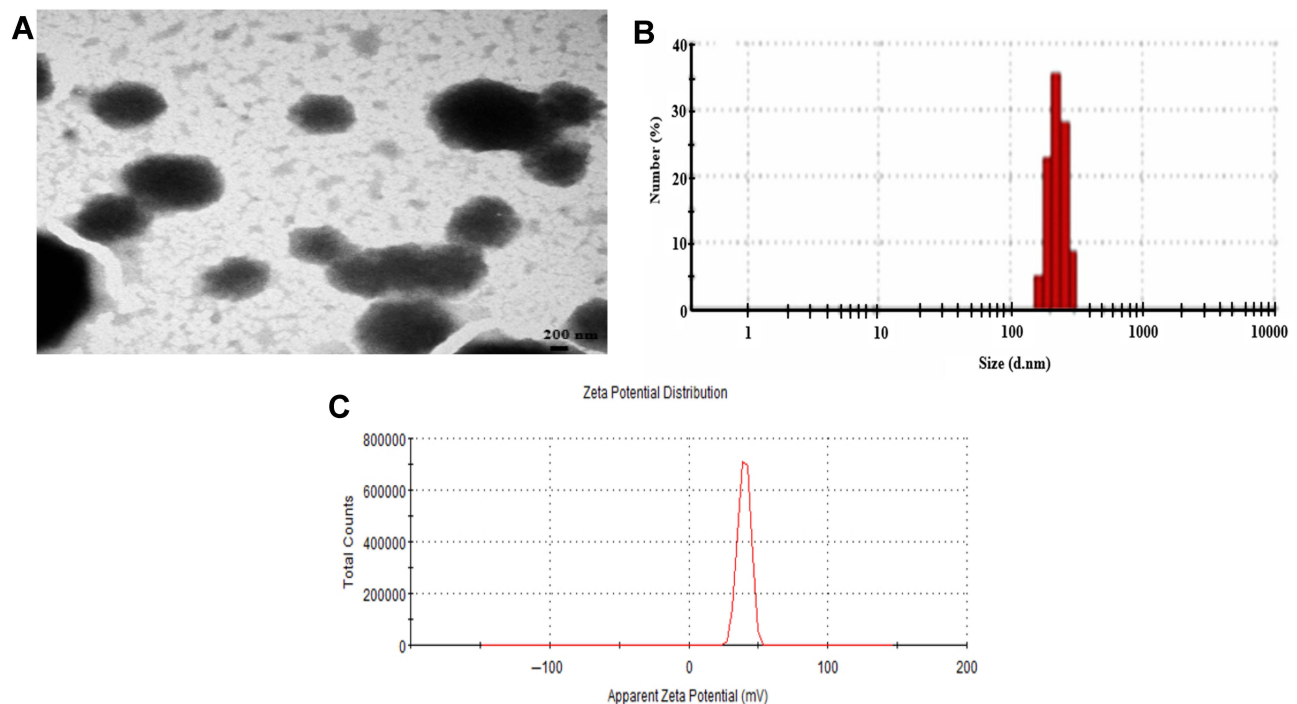 A
200 nm
B
40
30
20
10
0
Number (%)
1
10
100
1000
10000
Size (d.nm)
C
Zeta Potential Distribution
800000
600000
400000
200000
0
Total Counts
–100
0
100
200
Apparent Zeta Potential (mV)